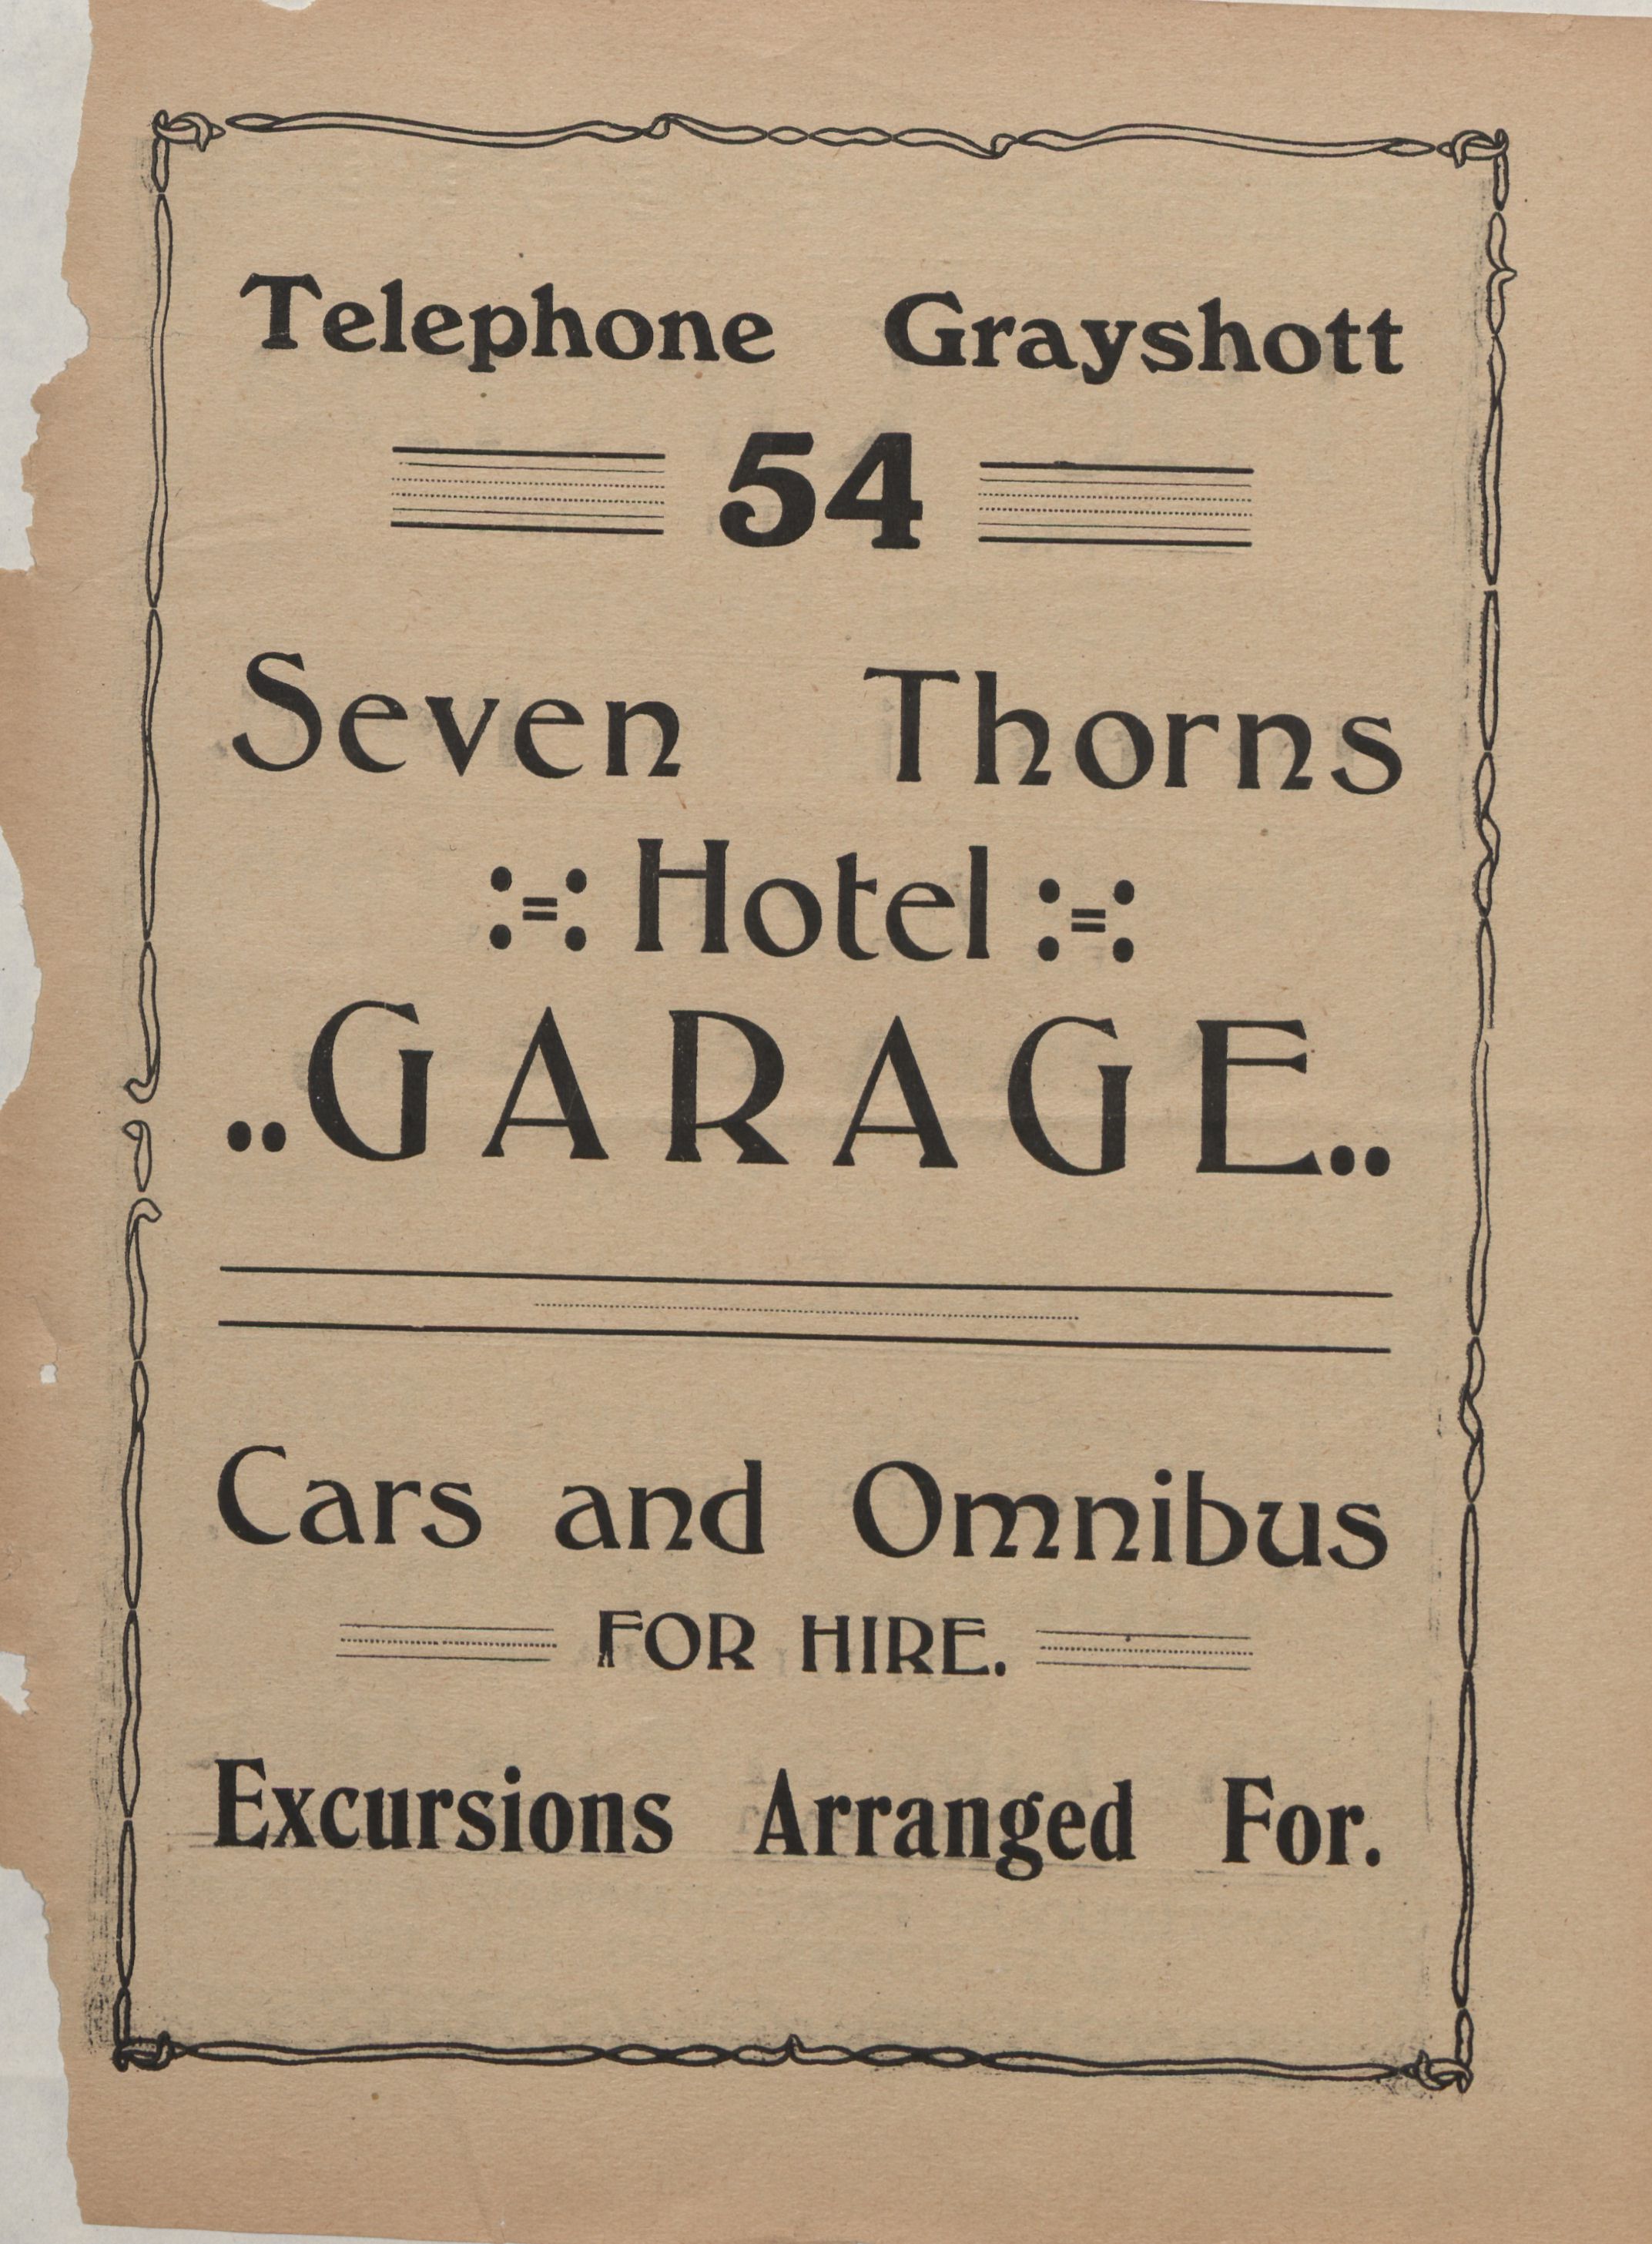 Telephone Grayshott
54
Seven Thorns
:=: Hotel :=:
..GARAGE..
Cars and Omnibus
FOR HIRE.
Excursions Arranged For.